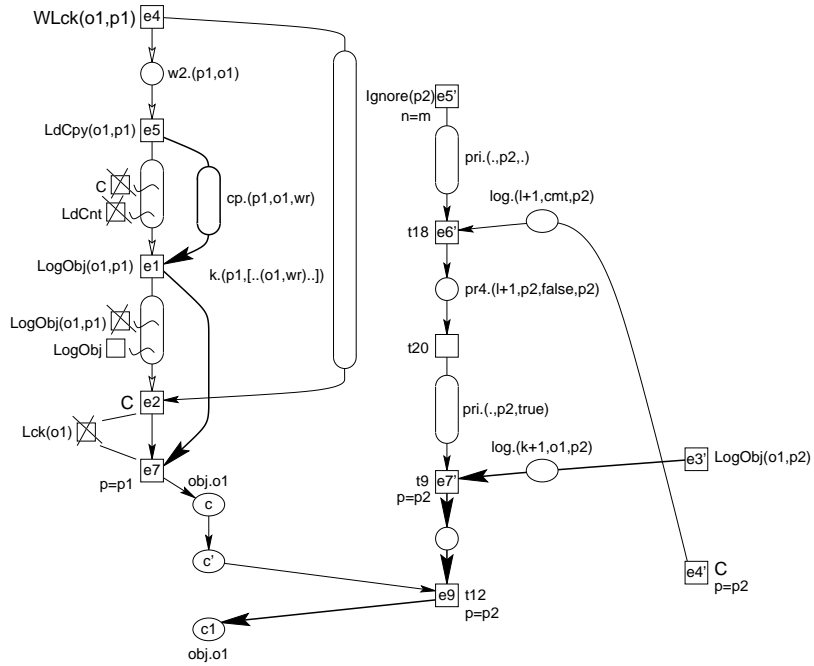 WLck(o1,p1) e4
w2.(p1,o1)
LdCpy(o1,p1) e5
C
LdCnt
cp.(p1,o1,wr)
LogObj(o1,p1) e1
k.(p1,[..(o1,wr)..])
LogObj(o1,p1)
LogObj
C e2
Lck(o1)
e7
p=p1
obj.o1
c
c'
c1
obj.o1
Ignore(p2) e5'
n=m
pri.(.,p2,.)
log.(l+1,cmt,p2)
t18 e6'
pr4.(l+1,p2,false,p2)
t20
pri.(.,p2,true)
log.(k+1,o1,p2)
t9 e7'
p=p2
e3' LogObj(o1,p2)
e4' C
p=p2
e9 t12
p=p2